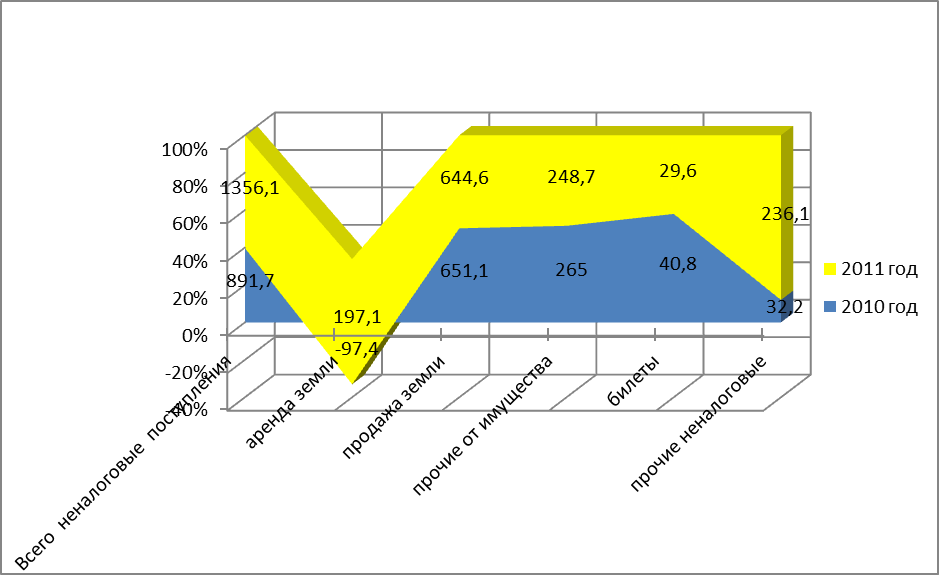 100%
80%
60%
40%
20%
0%
-20%
-40%
1356,1
197,1
644,6
248,7
29,6
236,1
891,7
-97,4
651,1
265
40,8
32,2
Всего неналоговые поступления
аренда земли
продажа земли
прочие от имущества
билеты
прочие неналоговые
2011 год
2010 год